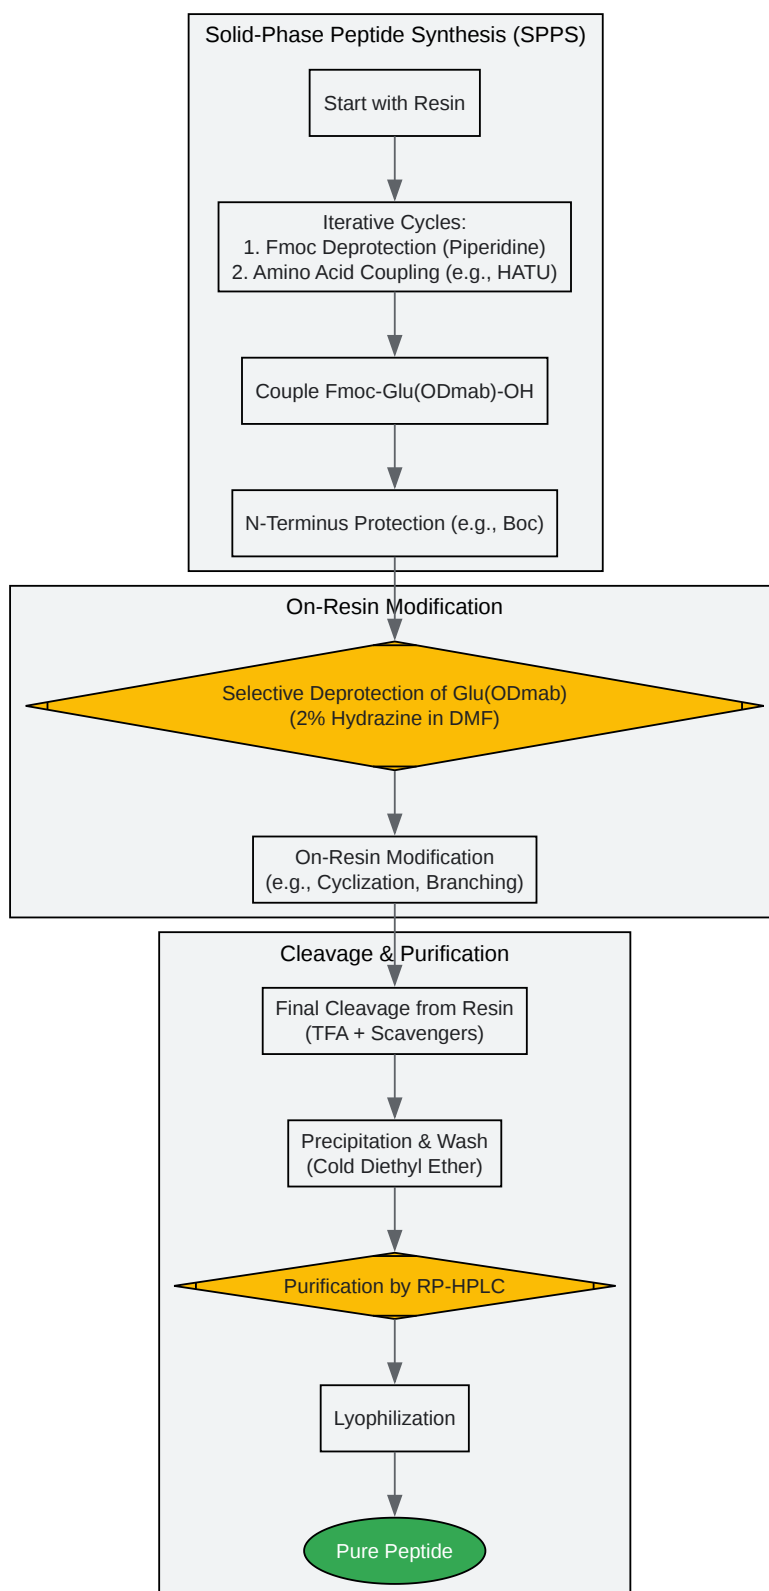 Solid-Phase Peptide Synthesis (SPPS)
Start with Resin
Iterative Cycles:
1. Fmoc Deprotection (Piperidine)
2. Amino Acid Coupling (e.g., HATU)
Couple Fmoc-Glu(ODmab)-OH
N-Terminus Protection (e.g., Boc)
On-Resin Modification
Selective Deprotection of Glu(ODmab)
(2% Hydrazine in DMF)
On-Resin Modification
(e.g., Cyclization, Branching)
Cleavage & Purification
Final Cleavage from Resin
(TFA + Scavengers)
Precipitation & Wash
(Cold Diethyl Ether)
Purification by RP-HPLC
Lyophilization
Pure Peptide